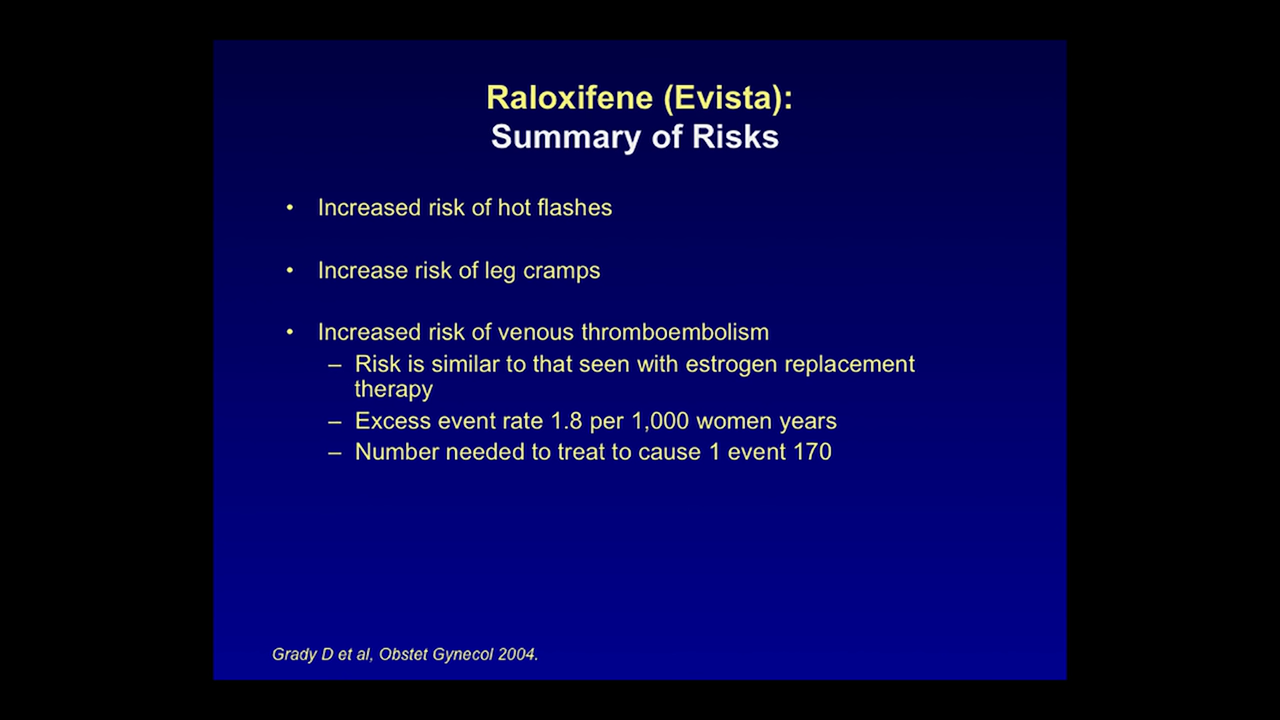 Raloxifene (Evista):
Summary of Risks
• Increased risk of hot flashes
• Increase risk of leg cramps
• Increased risk of venous thromboembolism
– Risk is similar to that seen with estrogen replacement
therapy
– Excess event rate 1.8 per 1,000 women years
– Number needed to treat to cause 1 event 170
Grady D et al, Obstet Gynecol 2004.